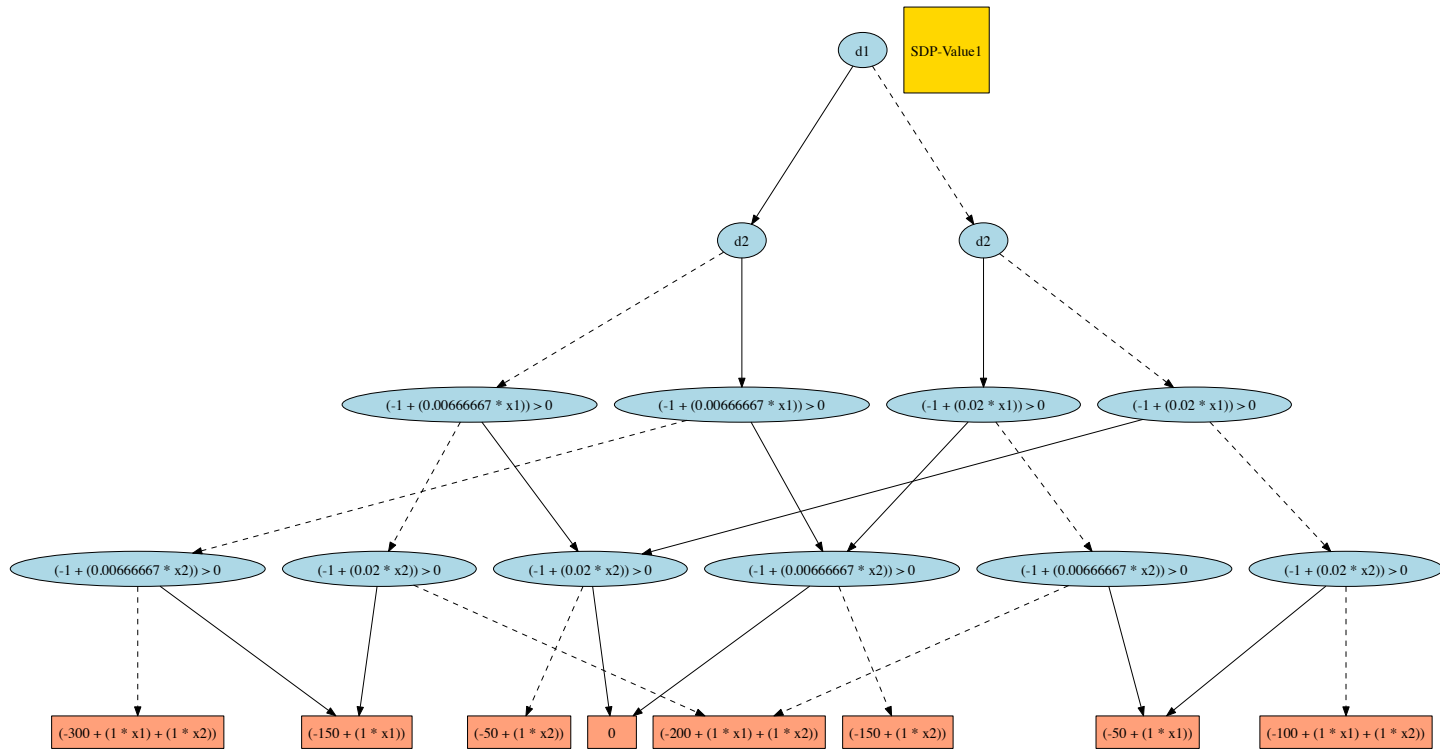 d1
SDP-Value1
d2
d2
(-1 + (0.00666667 * x1)) > 0
(-1 + (0.00666667 * x1)) > 0
(-1 + (0.02 * x1)) > 0
(-1 + (0.02 * x1)) > 0
(-1 + (0.00666667 * x2)) > 0
(-1 + (0.02 * x2)) > 0
(-1 + (0.02 * x2)) > 0
(-1 + (0.00666667 * x2)) > 0
(-1 + (0.00666667 * x2)) > 0
(-1 + (0.02 * x2)) > 0
(-300 + (1 * x1) + (1 * x2))
(-150 + (1 * x1))
(-50 + (1 * x2))
0
(-200 + (1 * x1) + (1 * x2))
(-150 + (1 * x2))
(-50 + (1 * x1))
(-100 + (1 * x1) + (1 * x2))